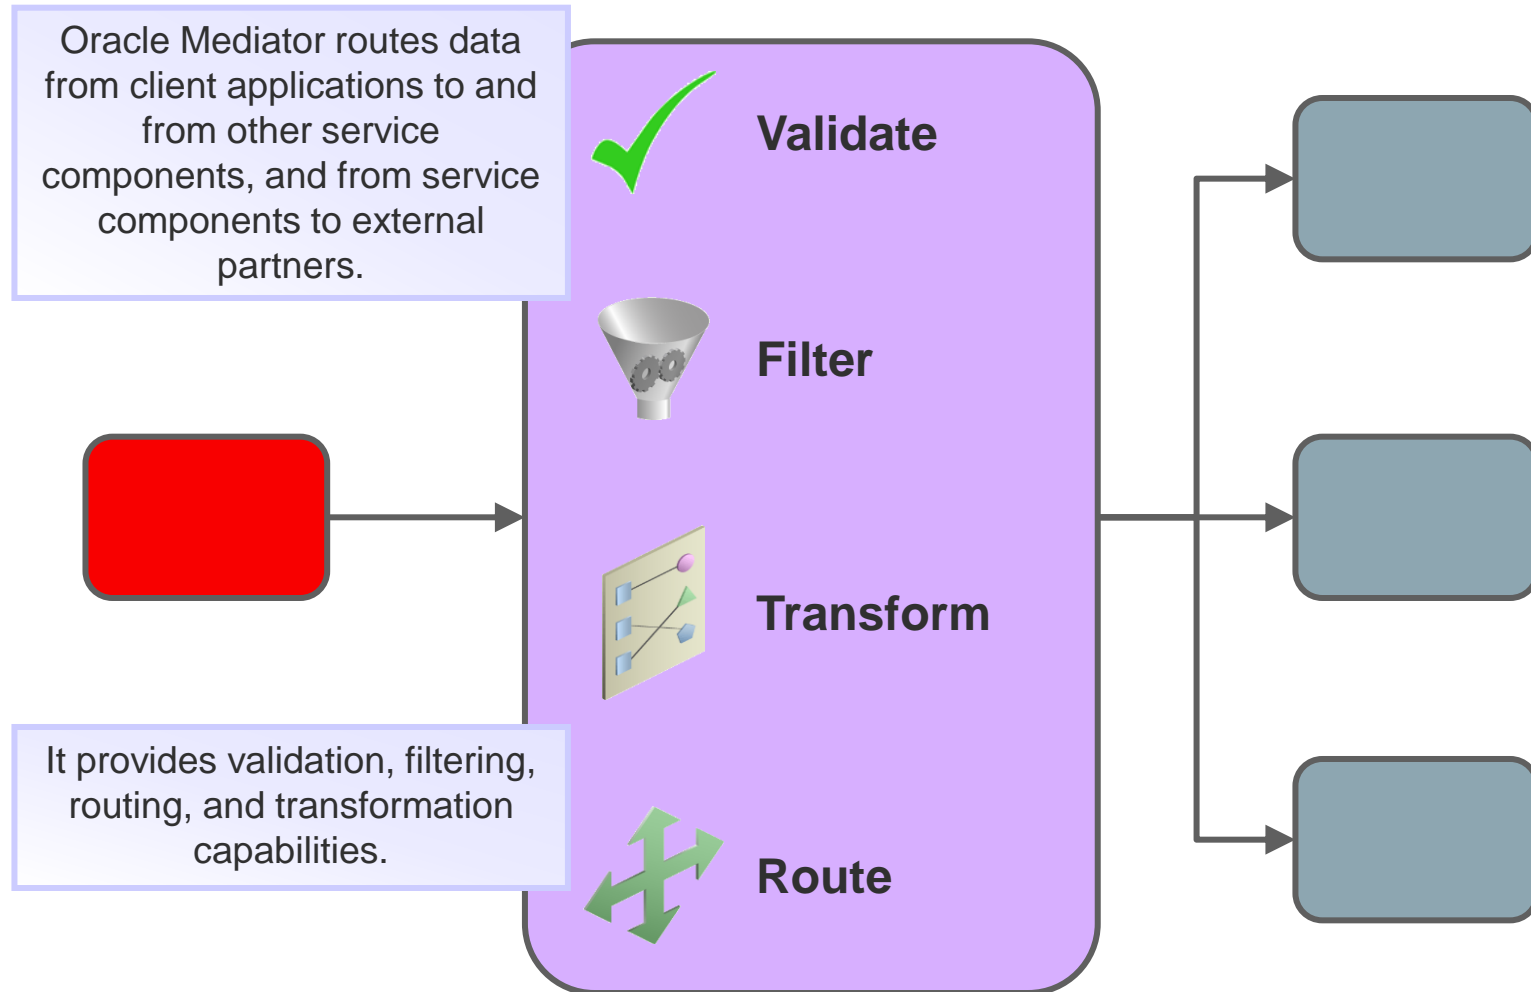 Oracle Mediator routes data
from client applications to and
from other service
components, and from service
components to external
partners.
Validate
Filter
Transform
It provides validation, filtering,
routing, and transformation
capabilities.
Route